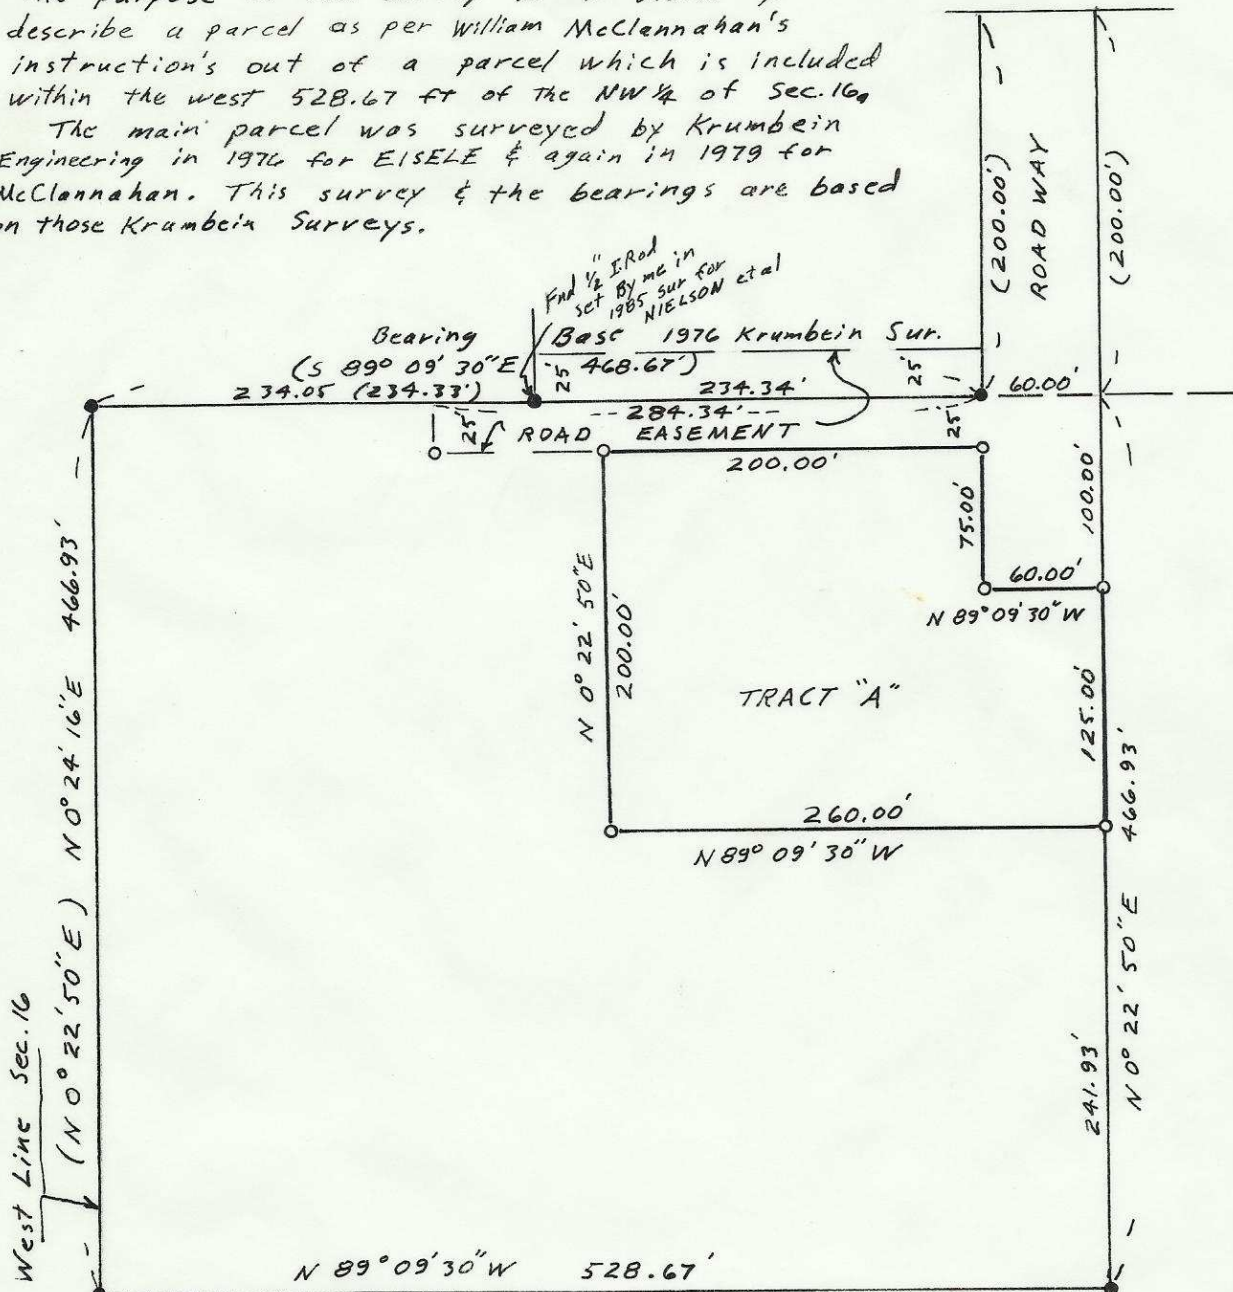 describe a parcel as per William McClannahan's
instruction's out of a parcel which is included
within the west 528.67 ft of the NW 1/4 of Sec. 16.
The main parcel was surveyed by Krumbein
Engineering in 1976 for EISELE & again in 1979 for
McClannahan. This survey & the bearings are based
on those Krumbein Surveys.
(200.00')
ROAD WAY
(200.00')
Fnd 1/2" I.Rod
set By me in
1985 sur for
NIELSON et al
Bearing Base 1976 Krumbein Sur.
(S 89° 09' 30" E 468.67')
25'
25'
234.05 (234.33')
234.34'
60.00'
--284.34'--
25'
25'
ROAD EASEMENT
200.00'
75.00'
100.00'
60.00'
N 89° 09' 30" W
N 0° 22' 50" E
200.00'
TRACT "A"
125.00'
260.00'
N 89° 09' 30" W
466.93'
N 0° 22' 50" E
241.93'
(N 0° 22' 50" E) N 0° 24' 16" E 466.93'
West Line Sec. 16
N 89° 09' 30" W 528.67'